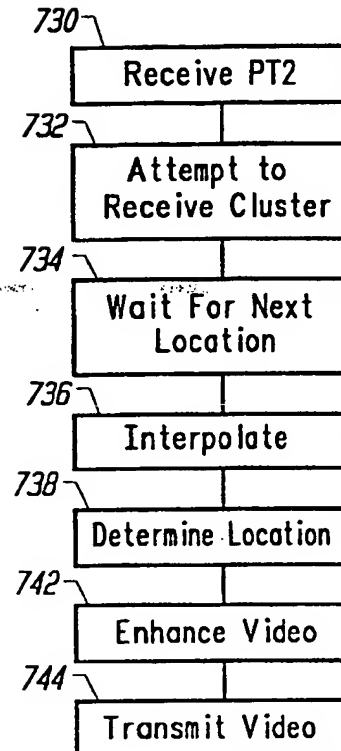 730
Receive PT2
732
Attempt to
Receive Cluster
734
Wait For Next
Location
736
Interpolate
738
Determine Location
742
Enhance Video
744
Transmit Video